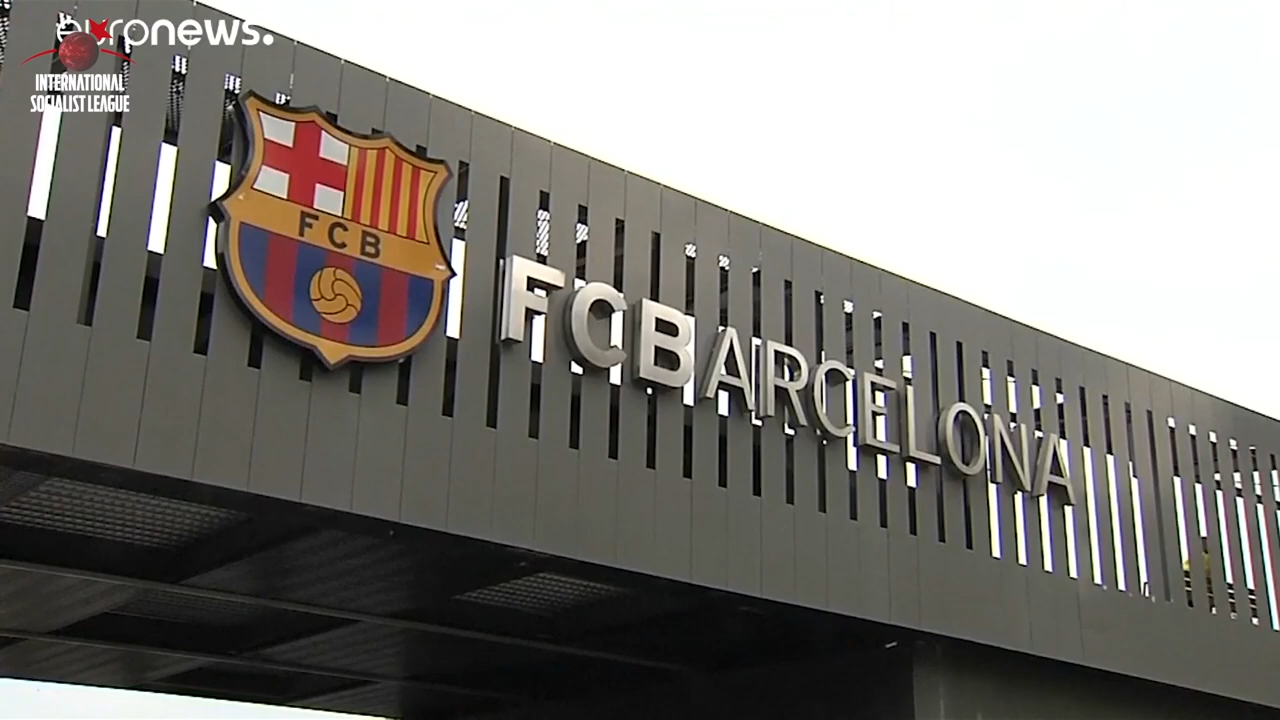 euronews.
INTERNATIONAL
SOCIALIST LEAGUE
FCB
FCBARCELONA